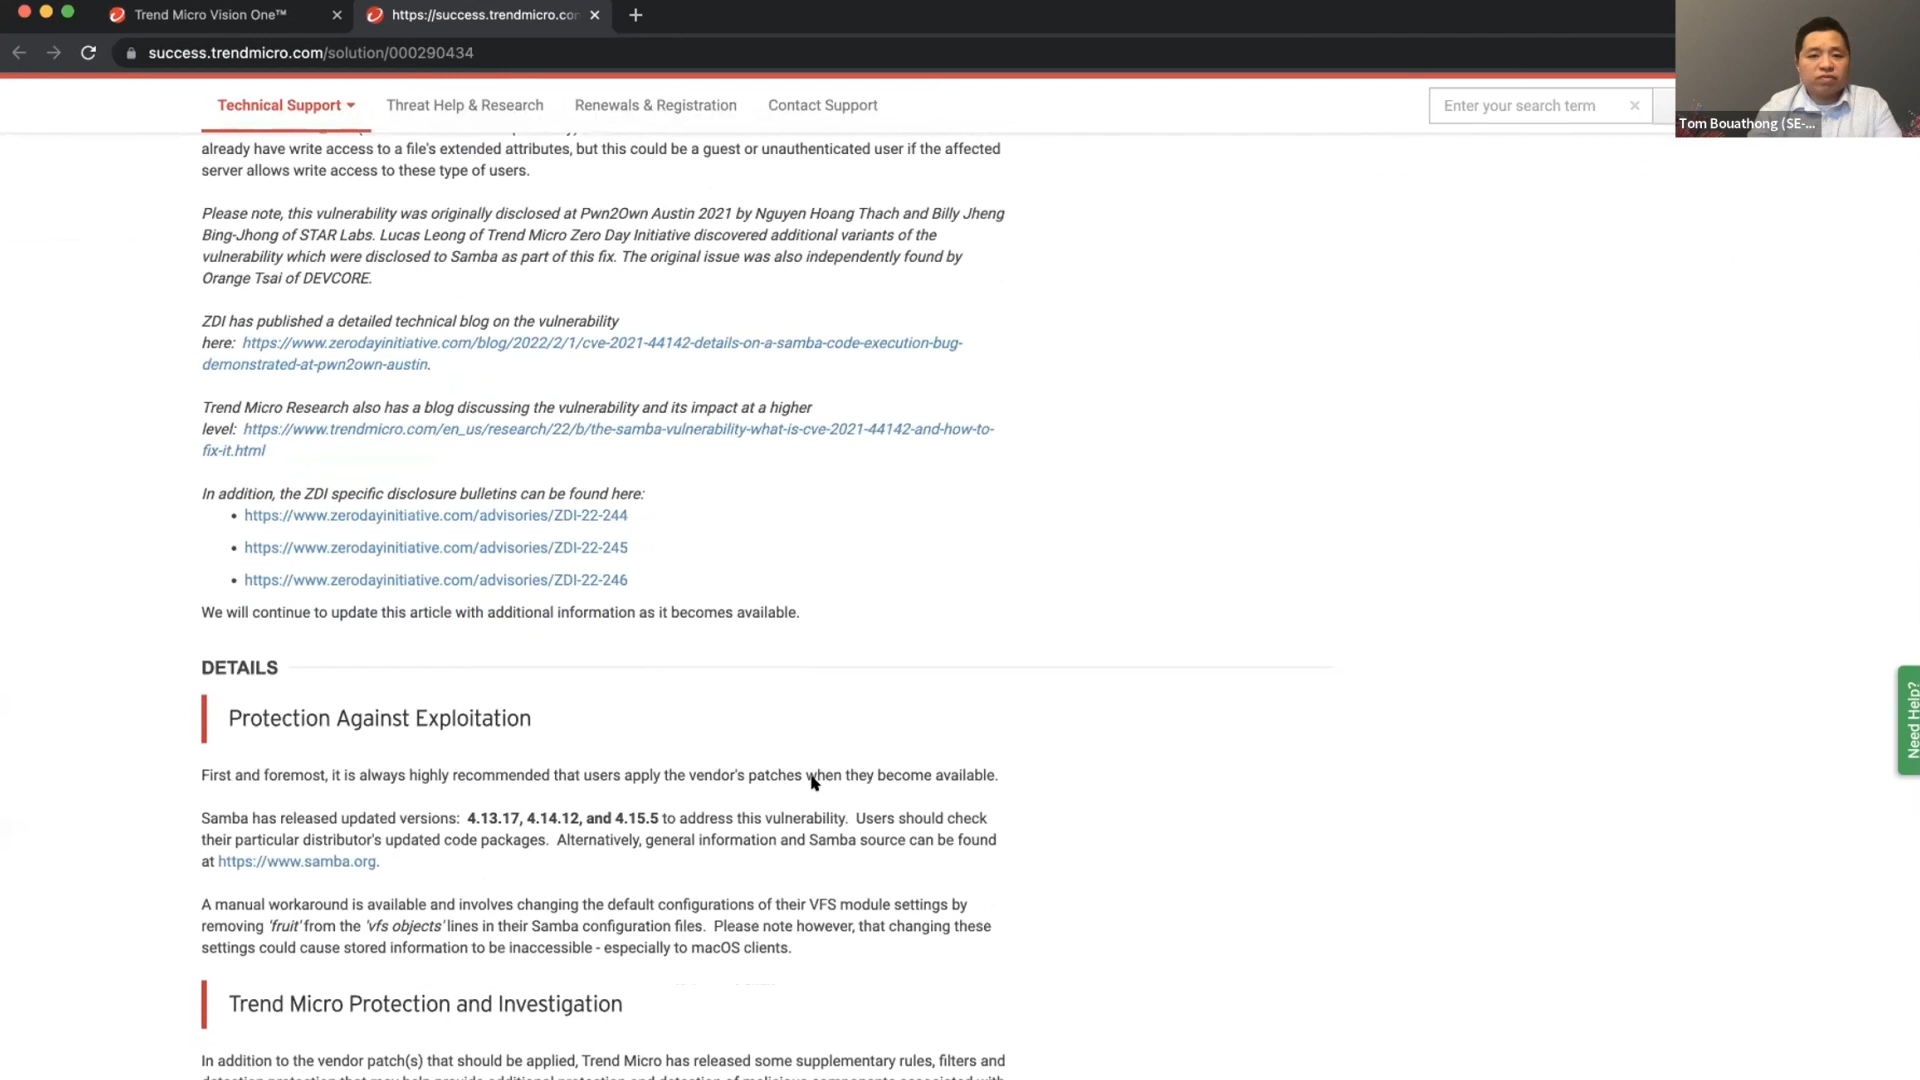 Trend Micro Vision One™
https://success.trendmicro.con
success.trendmicro.com/solution/000290434
Technical Support
Threat Help & Research
Renewals & Registration
Contact Support
Enter your search term
Tom Bouathong (SE-...
already have write access to a file's extended attributes, but this could be a guest or unauthenticated user if the affected
server allows write access to these type of users.
Please note, this vulnerability was originally disclosed at Pwn2Own Austin 2021 by Nguyen Hoang Thach and Billy Jheng
Bing-Jhong of STAR Labs. Lucas Leong of Trend Micro Zero Day Initiative discovered additional variants of the
vulnerability which were disclosed to Samba as part of this fix. The original issue was also independently found by
Orange Tsai of DEVCORE.
ZDI has published a detailed technical blog on the vulnerability
here: https://www.zerodayinitiative.com/blog/2022/2/1/cve-2021-44142-details-on-a-samba-code-execution-bug-
demonstrated-at-pwn2own-austin.
Trend Micro Research also has a blog discussing the vulnerability and its impact at a higher
level: https://www.trendmicro.com/en_us/research/22/b/the-samba-vulnerability-what-is-cve-2021-44142-and-how-to-
fix-it.html
In addition, the ZDI specific disclosure bulletins can be found here:
• https://www.zerodayinitiative.com/advisories/ZDI-22-244
• https://www.zerodayinitiative.com/advisories/ZDI-22-245
• https://www.zerodayinitiative.com/advisories/ZDI-22-246
We will continue to update this article with additional information as it becomes available.
DETAILS
Need Help?
Protection Against Exploitation
First and foremost, it is always highly recommended that users apply the vendor's patches when they become available.
Samba has released updated versions: 4.13.17, 4.14.12, and 4.15.5 to address this vulnerability. Users should check
their particular distributor's updated code packages. Alternatively, general information and Samba source can be found
at https://www.samba.org.
A manual workaround is available and involves changing the default configurations of their VFS module settings by
removing 'fruit' from the 'vfs objects' lines in their Samba configuration files. Please note however, that changing these
settings could cause stored information to be inaccessible - especially to macOS clients.
Trend Micro Protection and Investigation
In addition to the vendor patch(s) that should be applied, Trend Micro has released some supplementary rules, filters and